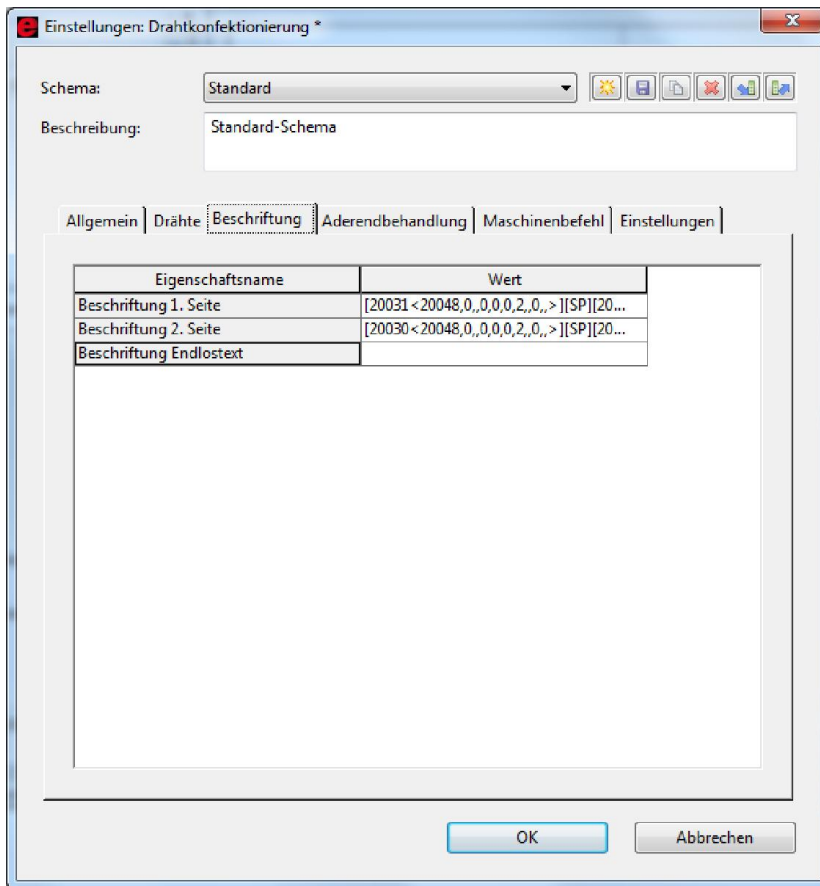 Einstellungen: Drahtkonfektionierung *
Schema: Standard
Beschreibung: Standard-Schema
Allgemein Drähte Beschriftung Aderendbehandlung Maschinenbefehl Einstellungen
Eigenschaftsname Wert
Beschriftung 1. Seite [20031<20048,0,,0,0,0,2,,0,,>][SP][20...
Beschriftung 2. Seite [20030<20048,0,,0,0,0,2,,0,,>][SP][20...
Beschriftung Endlostext
OK Abbrechen